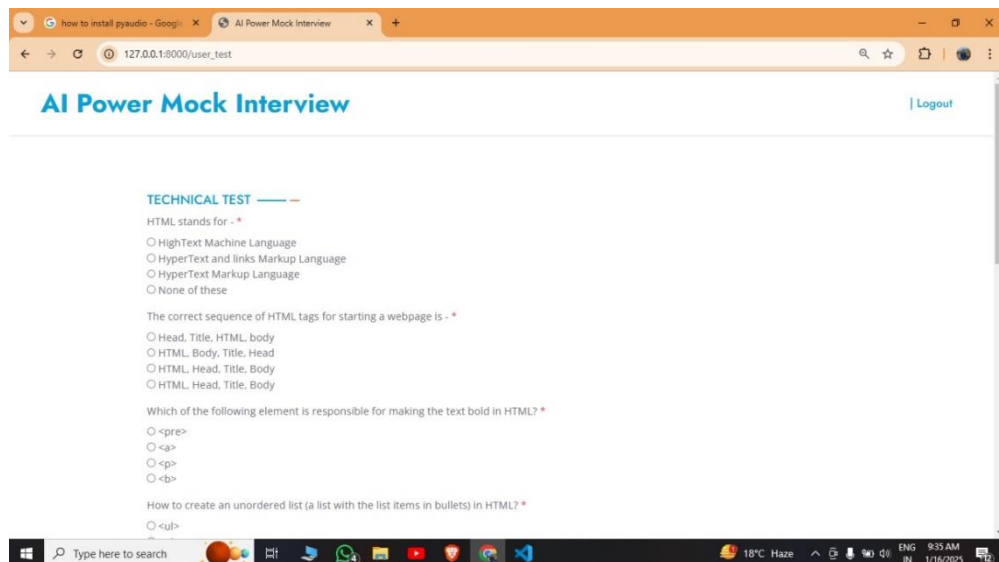 how to install pyaudio - Googl
AI Power Mock Interview
127.0.0.1:8000/user_test
AI Power Mock Interview
| Logout
TECHNICAL TEST
HTML stands for - *
HighText Machine Language
HyperText and links Markup Language
HyperText Markup Language
None of these
The correct sequence of HTML tags for starting a webpage is - *
Head, Title, HTML, body
HTML, Body, Title, Head
HTML, Head, Title, Body
HTML, Head, Title, Body
Which of the following element is responsible for making the text bold in HTML? *
<pre>
<a>
<p>
<b>
How to create an unordered list (a list with the list items in bullets) in HTML? *
<ul>
Type here to search
18°C Haze
ENG
IN
9:35 AM
1/16/2025